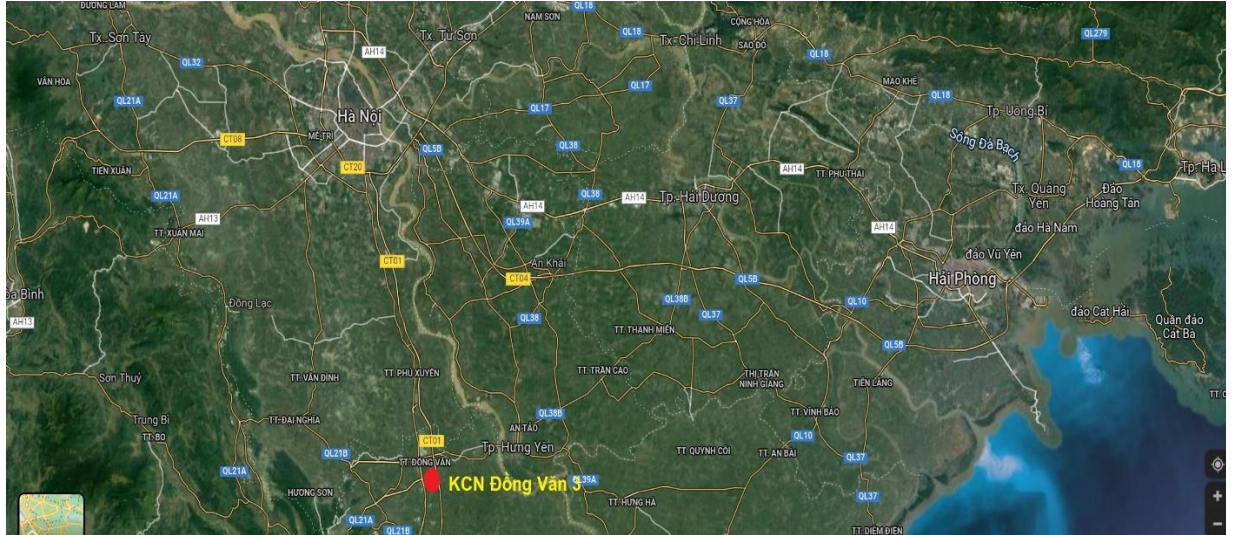 ĐƯỜNG LÂM
QL18
NAM SƠN
QL18
CỘNG HÒA
Tx. Sơn Tây
Tx. Từ Sơn
QL18
Tx. Chí Linh
SAO ĐỎ
QL18
QL279
AH14
QL32
VÂN HÒA
QL17
QL37
MẠO KHÊ
QL18
QL21A
QL17
Tp. Uông Bí
Hà Nội
MỄ TRÌ
CT08
QL5B
QL38
Sông Đá Bạch
CT20
TIẾN XUÂN
AH14
TT. PHÚ THÁI
QL18
Tp. Hạ L
QL21A
QL38
AH14
Tp. Hải Dương
Tx. Quảng
Yên
Đảo
Hoàng Tân
AH14
AH13
QL39A
AH14
đảo Hà Nam
TT. XUÂN MAI
đảo Vũ Yên
CT01
An Khải
CT04
QL5B
Hải Phòng
òa Bình
Đồng Lạc
QL38B
QL10
AH13
QL38
QL37
đảo Cát Hải
Quần đảo
Cát Bà
TT. THANH MIỆN
QL5B
Sơn Thuỷ
TT. VÂN ĐÌNH
TT. PHÚ XUYÊN
TT. TRẦN CAO
THỊ TRẤN
NINH GIANG
TIÊN LÃNG
Trung Bì
TT. BO
TT. ĐẠI NGHĨA
QL38B
TT. VĨNH BẢO
AN TẢO
CT01
Tp. Hưng Yên
QL10
QL21B
TT. ĐỒNG VĂN
TT. QUỲNH CÔI
TT. AN BÀI
QL37
QL21A
KCN Đồng Văn 3
QL39A
HƯƠNG SƠN
TT. HƯNG HÀ
QL37
QL21A
QL21B
TT. DIÊM ĐIỀN